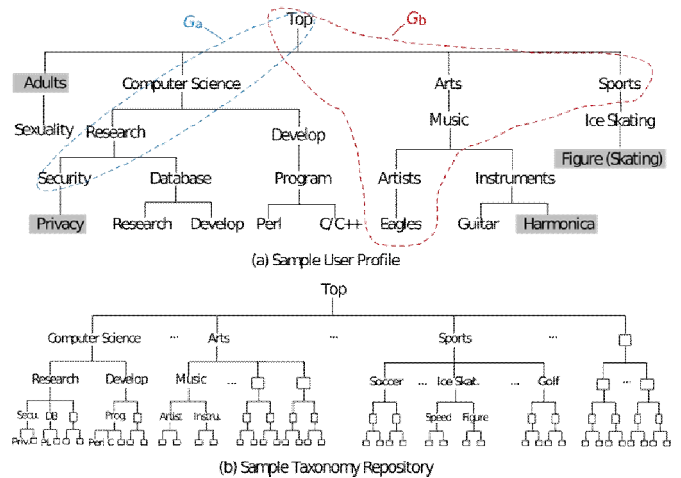 Ga Gb
Top
Adults Computer Science Arts Sports
Sexuality Research Develop Music Ice Skating
Security Database Program Artists Instruments Figure (Skating)
Privacy Research Develop Perl C/C++ Eagles Guitar Harmonica
(a) Sample User Profile
Top
Computer Science ... Arts ... Sports ...
Research Develop Music ... Soccer ... Ice Skat. ... Golf ...
Secu. DB Prog. Artist Instru. Speed Figure
Priv. PL Perl C
(b) Sample Taxonomy Repository